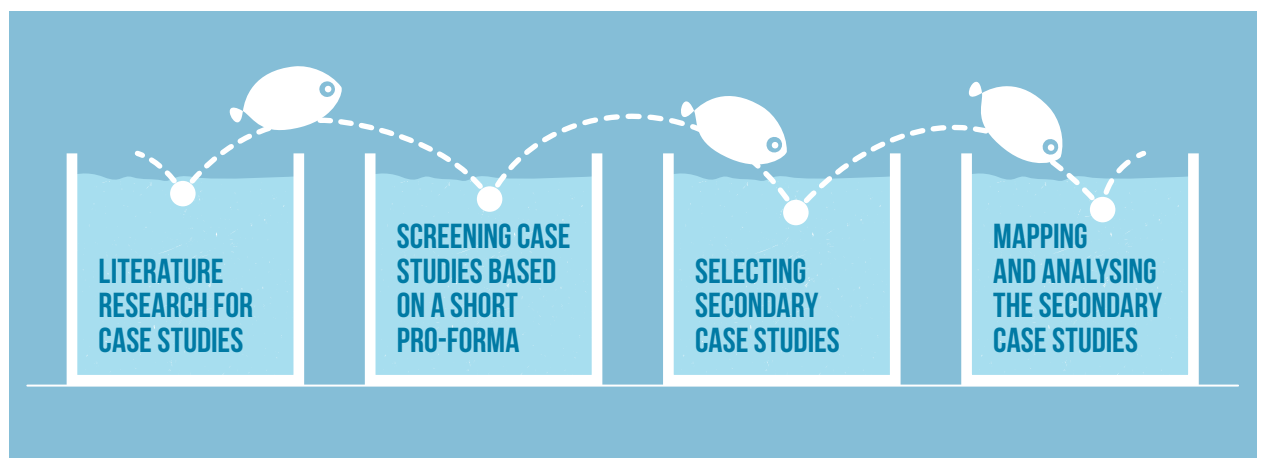 LITERATURE
RESEARCH FOR
CASE STUDIES
SCREENING CASE
STUDIES BASED
ON A SHORT
PRO-FORMA
SELECTING
SECONDARY
CASE STUDIES
MAPPING
AND ANALYSING
THE SECONDARY
CASE STUDIES